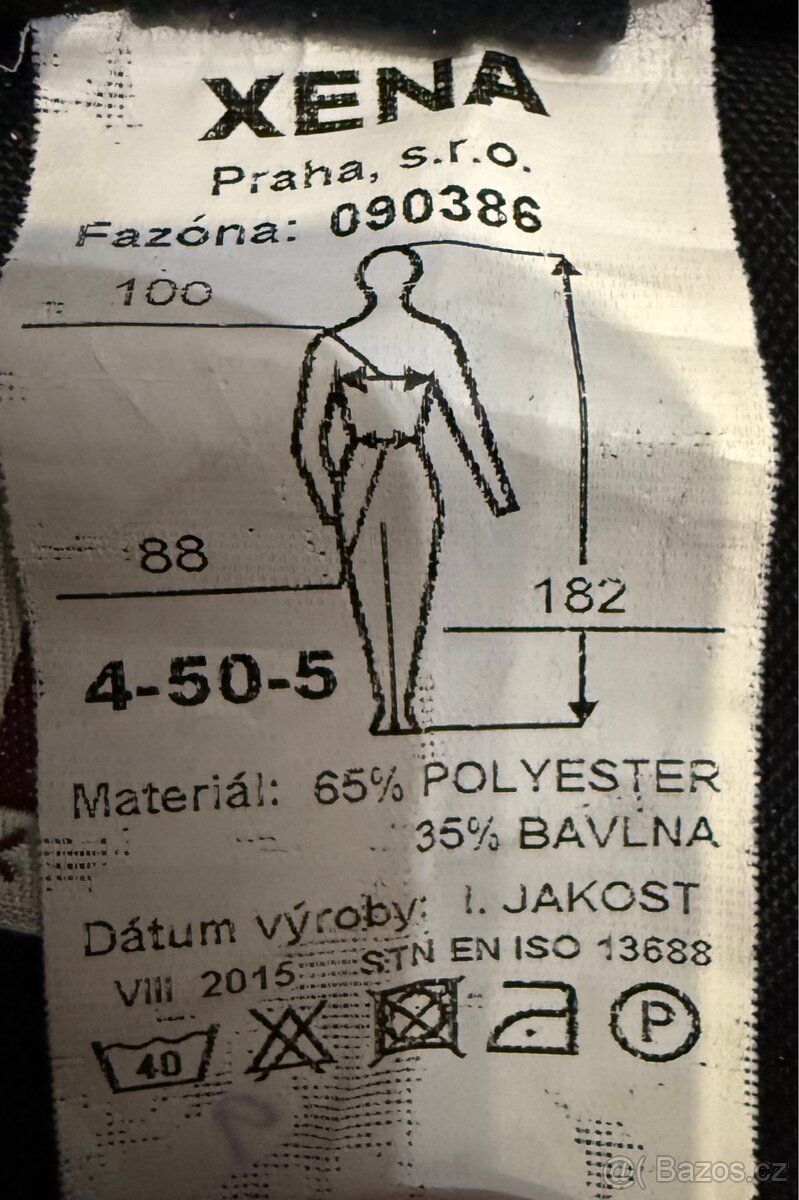 XENA
Praha, s.r.o.
Fazóna: 090386
100
88
182
4-50-5
Materiál: 65% POLYESTER
35% BAVLNA
Dátum výroby: I. JAKOST
VIII 2015 STN EN ISO 13688
40
P
@( Bazos.cz